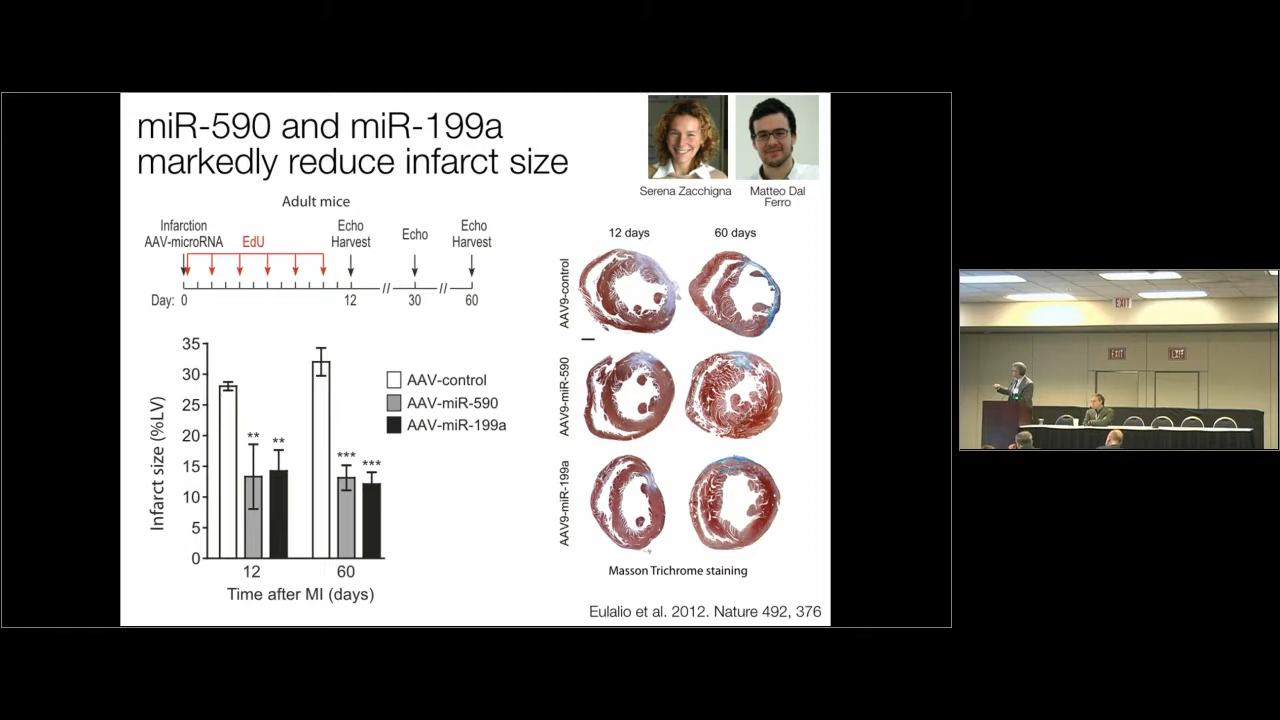 miR-590 and miR-199a
markedly reduce infarct size
Serena Zacchigna
Matteo Dal
Ferro
Adult mice
Infarction
AAV-microRNA
EdU
Echo
Harvest
Echo
Echo
Harvest
Day: 0
12
30
60
35
30
25
20
15
10
5
0
Infarct size (%LV)
** **
*** ***
12
60
Time after MI (days)
AAV-control
AAV-miR-590
AAV-miR-199a
12 days
60 days
AAV9-control
AAV9-miR-590
AAV9-miR-199a
Masson Trichrome staining
Eulalio et al. 2012. Nature 492, 376
EXIT
EXIT
EXIT